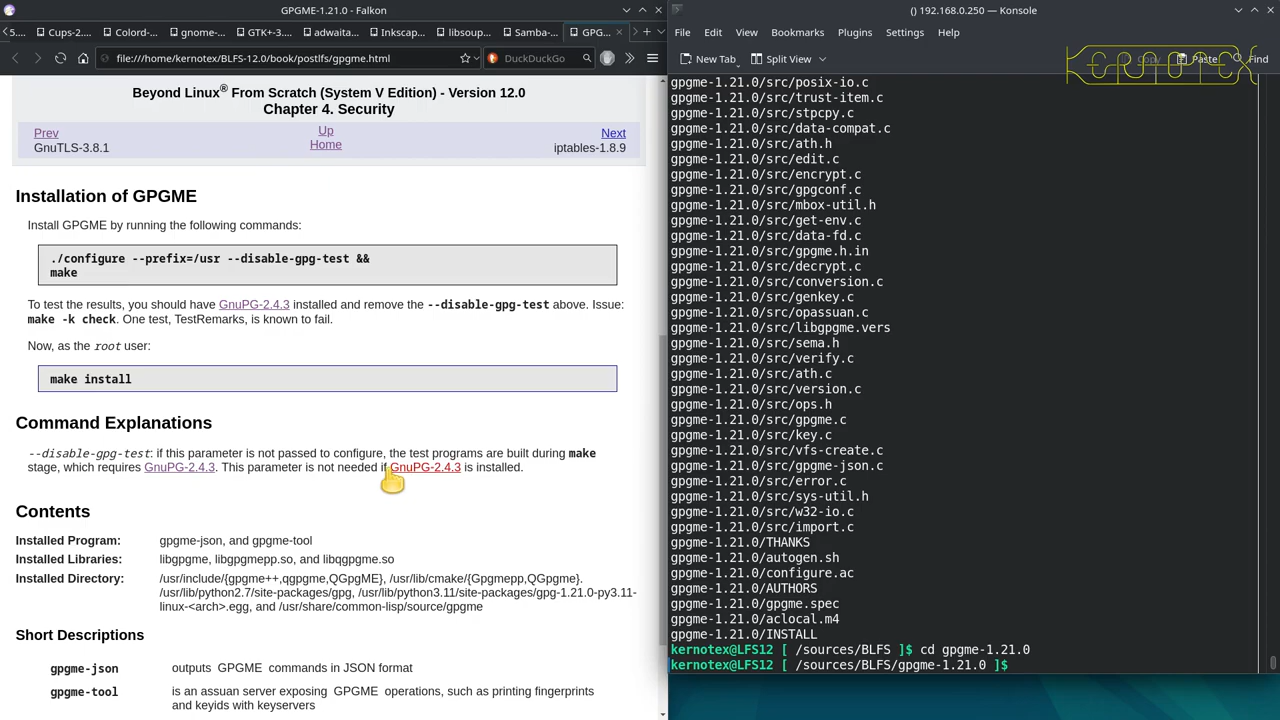 GPGME-1.21.0 - Falkon
5....
Cups-2....
Colord-...
gnome-...
GTK+-3....
adwaita...
Inkscap...
libsoup...
Samba-...
GPG...
file:///home/kernotex/BLFS-12.0/book/postlfs/gpgme.html
DuckDuckGo
Beyond Linux® From Scratch (System V Edition) - Version 12.0
Chapter 4. Security
Prev
Up
Next
GnuTLS-3.8.1
Home
iptables-1.8.9
Installation of GPGME
Install GPGME by running the following commands:
./configure --prefix=/usr --disable-gpg-test &&
make
To test the results, you should have GnuPG-2.4.3 installed and remove the --disable-gpg-test above. Issue:
make -k check. One test, TestRemarks, is known to fail.
Now, as the root user:
make install
Command Explanations
--disable-gpg-test: if this parameter is not passed to configure, the test programs are built during make
stage, which requires GnuPG-2.4.3. This parameter is not needed if GnuPG-2.4.3 is installed.
Contents
Installed Program: gpgme-json, and gpgme-tool
Installed Libraries: libgpgme, libgpgmepp.so, and libqgpgme.so
Installed Directory: /usr/include/{gpgme++,qgpgme,QGpgME}, /usr/lib/cmake/{Gpgmepp,QGpgme}.
/usr/lib/python2.7/site-packages/gpg, /usr/lib/python3.11/site-packages/gpg-1.21.0-py3.11-
linux-<arch>.egg, and /usr/share/common-lisp/source/gpgme
Short Descriptions
gpgme-json outputs GPGME commands in JSON format
gpgme-tool is an assuan server exposing GPGME operations, such as printing fingerprints
and keyids with keyservers
() 192.168.0.250 — Konsole
File Edit View Bookmarks Plugins Settings Help
New Tab Split View Copy Paste Find
KERNOTEX
gpgme-1.21.0/src/posix-io.c
gpgme-1.21.0/src/trust-item.c
gpgme-1.21.0/src/stpcpy.c
gpgme-1.21.0/src/data-compat.c
gpgme-1.21.0/src/ath.h
gpgme-1.21.0/src/edit.c
gpgme-1.21.0/src/encrypt.c
gpgme-1.21.0/src/gpgconf.c
gpgme-1.21.0/src/mbox-util.h
gpgme-1.21.0/src/get-env.c
gpgme-1.21.0/src/data-fd.c
gpgme-1.21.0/src/gpgme.h.in
gpgme-1.21.0/src/decrypt.c
gpgme-1.21.0/src/conversion.c
gpgme-1.21.0/src/genkey.c
gpgme-1.21.0/src/opassuan.c
gpgme-1.21.0/src/libgpgme.vers
gpgme-1.21.0/src/sema.h
gpgme-1.21.0/src/verify.c
gpgme-1.21.0/src/ath.c
gpgme-1.21.0/src/version.c
gpgme-1.21.0/src/ops.h
gpgme-1.21.0/src/gpgme.c
gpgme-1.21.0/src/key.c
gpgme-1.21.0/src/vfs-create.c
gpgme-1.21.0/src/gpgme-json.c
gpgme-1.21.0/src/error.c
gpgme-1.21.0/src/sys-util.h
gpgme-1.21.0/src/w32-io.c
gpgme-1.21.0/src/import.c
gpgme-1.21.0/THANKS
gpgme-1.21.0/autogen.sh
gpgme-1.21.0/configure.ac
gpgme-1.21.0/AUTHORS
gpgme-1.21.0/gpgme.spec
gpgme-1.21.0/aclocal.m4
gpgme-1.21.0/INSTALL
kernotex@LFS12 [ /sources/BLFS ]$ cd gpgme-1.21.0
kernotex@LFS12 [ /sources/BLFS/gpgme-1.21.0 ]$